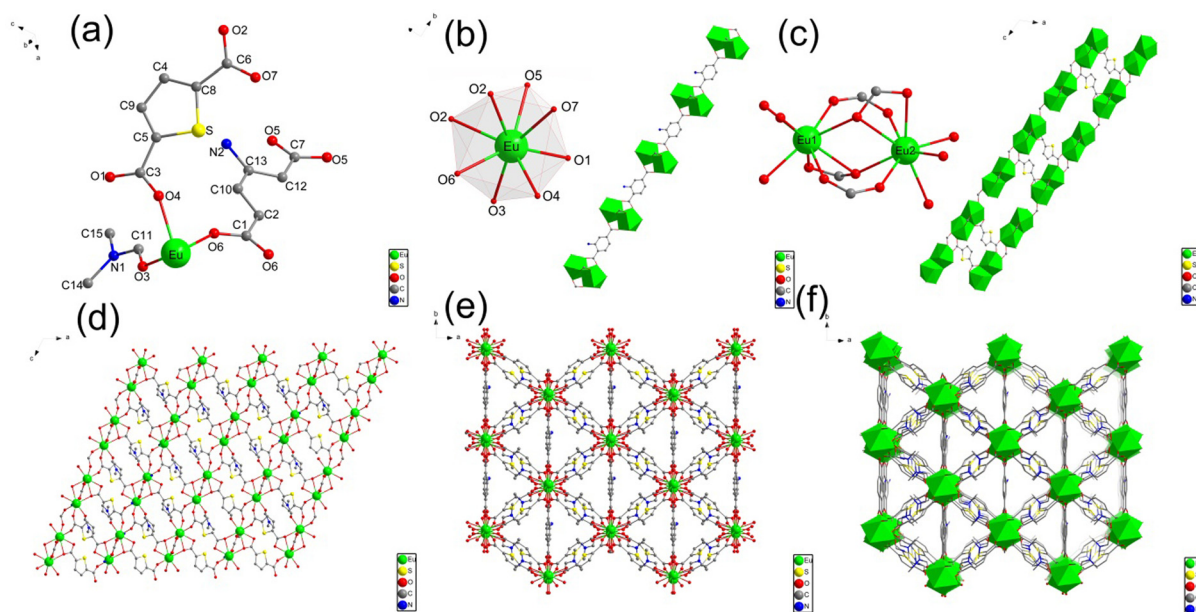 (a)
c
b
a
O2
C6
O7
C4
C8
C9
S
C5
O1
C3
O4
N2
C13
O5
C7
O5
C12
C10
C2
C1
O6
O6
C15
C11
N1
O3
C14
Eu
Eu
S
O
C
N
(b)
b
O5
O2
O7
O2
Eu
O1
O6
O4
O3
Eu
S
O
C
N
(c)
a
c
Eu1
Eu2
S
O
C
N
(d)
a
c
Eu
S
O
C
N
(e)
b
a
Eu
S
O
C
N
(f)
b
a